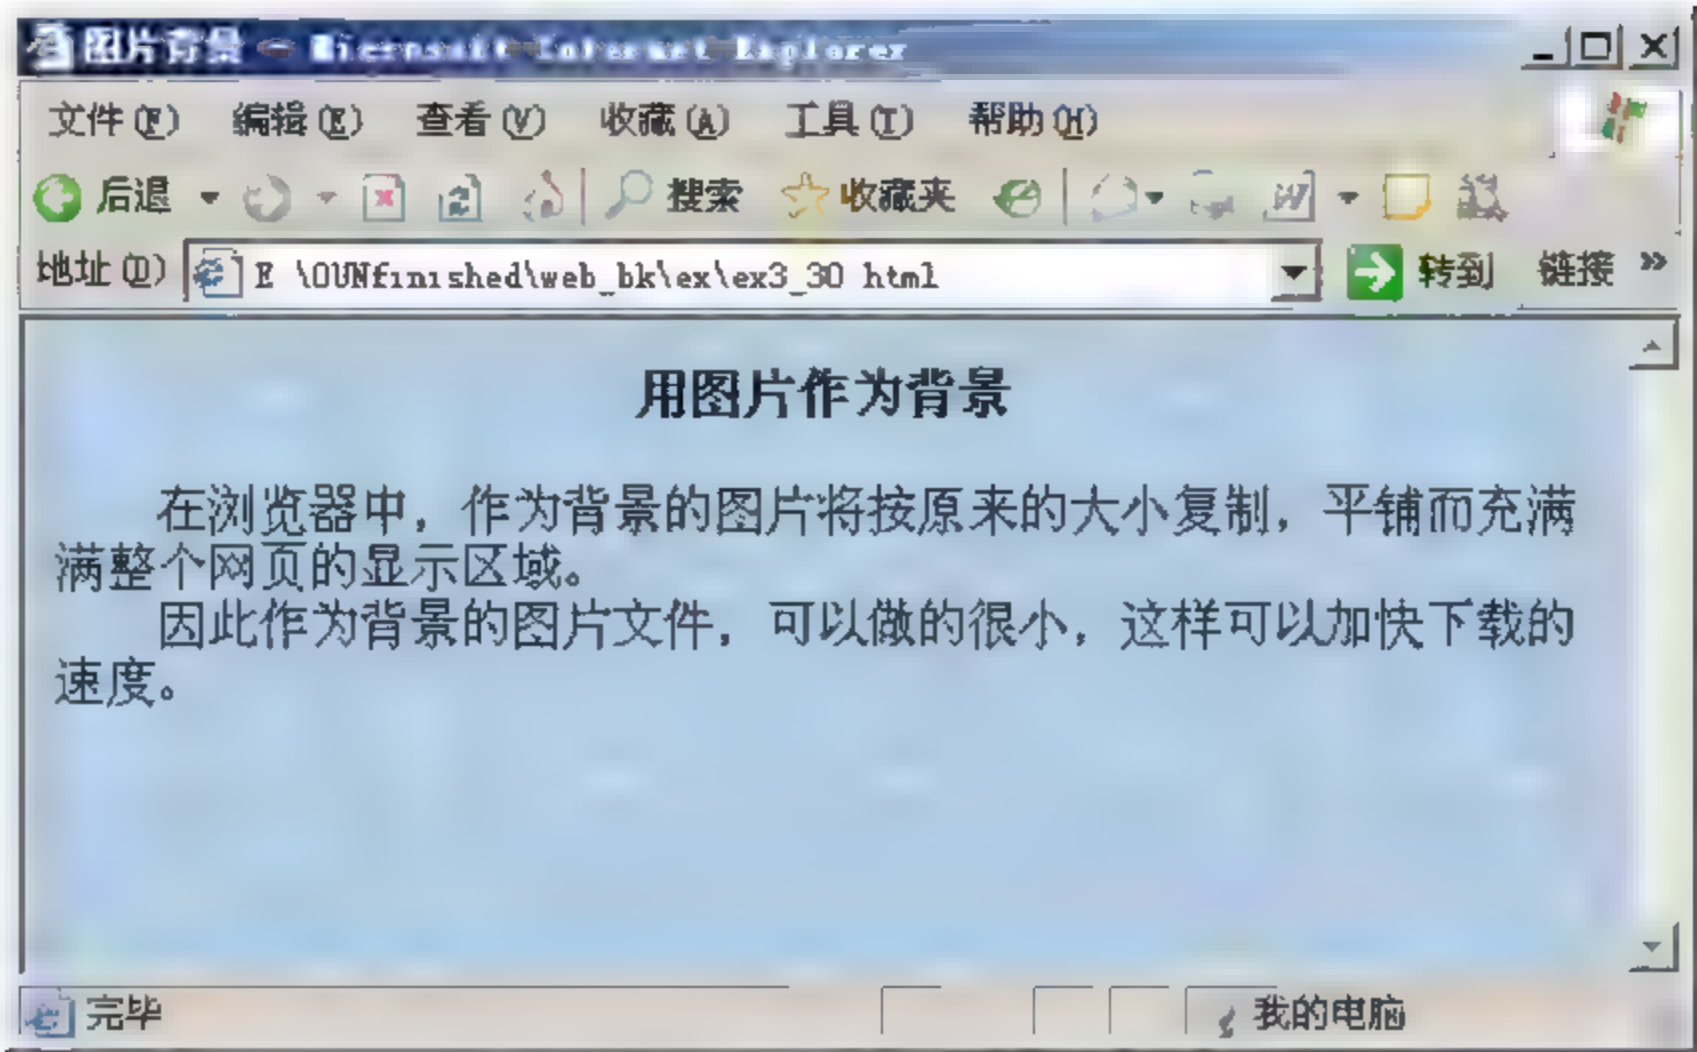 图片背景 - Microsoft Internet Explorer
文件(F) 编辑(E) 查看(V) 收藏(A) 工具(T) 帮助(H)
后退 搜索 收藏夹
地址(D) E \OUNfinished\web_bk\ex\ex3_30 html 转到 链接 »
用图片作为背景
在浏览器中，作为背景的图片将按原来的大小复制，平铺而充满
满整个网页的显示区域。
因此作为背景的图片文件，可以做的很小，这样可以加快下载的
速度。
完毕 我的电脑